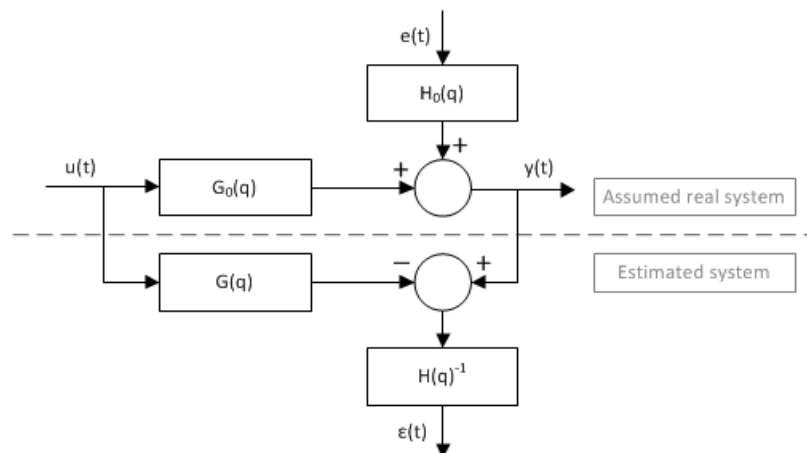 e(t)
H₀(q)
+
u(t)
G₀(q)
+
y(t)
Assumed real system
G(q)
−
+
Estimated system
H(q)⁻¹
ε(t)